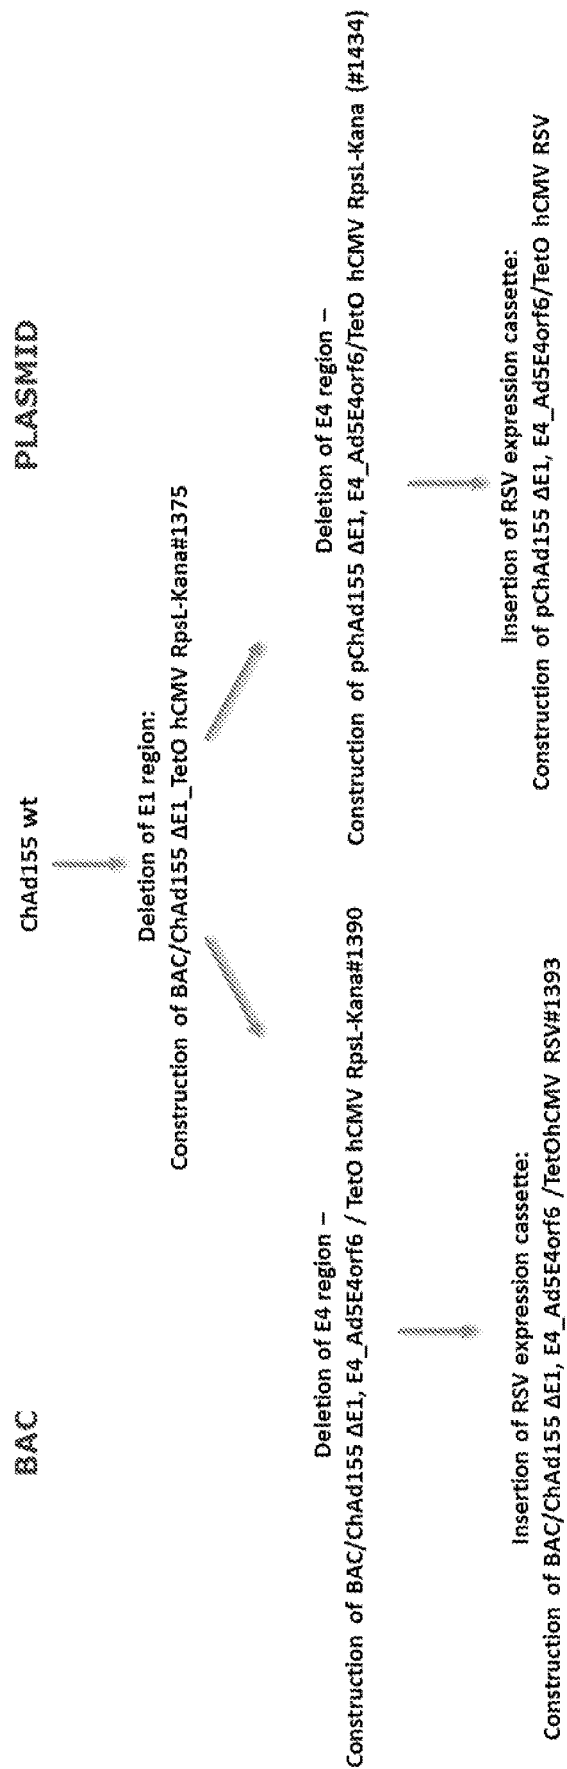 BAC
PLASMID
ChAd155 wt
Deletion of E1 region:
Construction of BAC/ChAd155 ΔE1_TetO hCMV RpsL-Kana#1375
Deletion of E4 region –
Construction of BAC/ChAd155 ΔE1, E4_Ad5E4orf6 / TetO hCMV RpsL-Kana#1390
Insertion of RSV expression cassette:
Construction of BAC/ChAd155 ΔE1, E4_Ad5E4orf6 /TetOhCMV RSV#1393
Deletion of E4 region –
Construction of pChAd155 ΔE1, E4_Ad5E4orf6/TetO hCMV RpsL-Kana (#1434)
Insertion of RSV expression cassette:
Construction of pChAd155 ΔE1, E4_Ad5E4orf6/TetO hCMV RSV